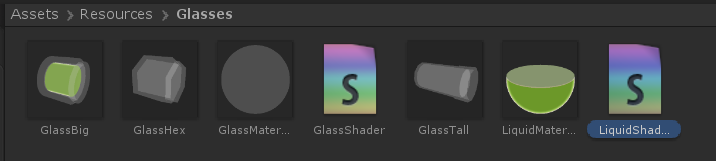 Assets > Resources > Glasses
GlassBig
GlassHex
GlassMater...
GlassShader
GlassTall
LiquidMater...
LiquidShad...